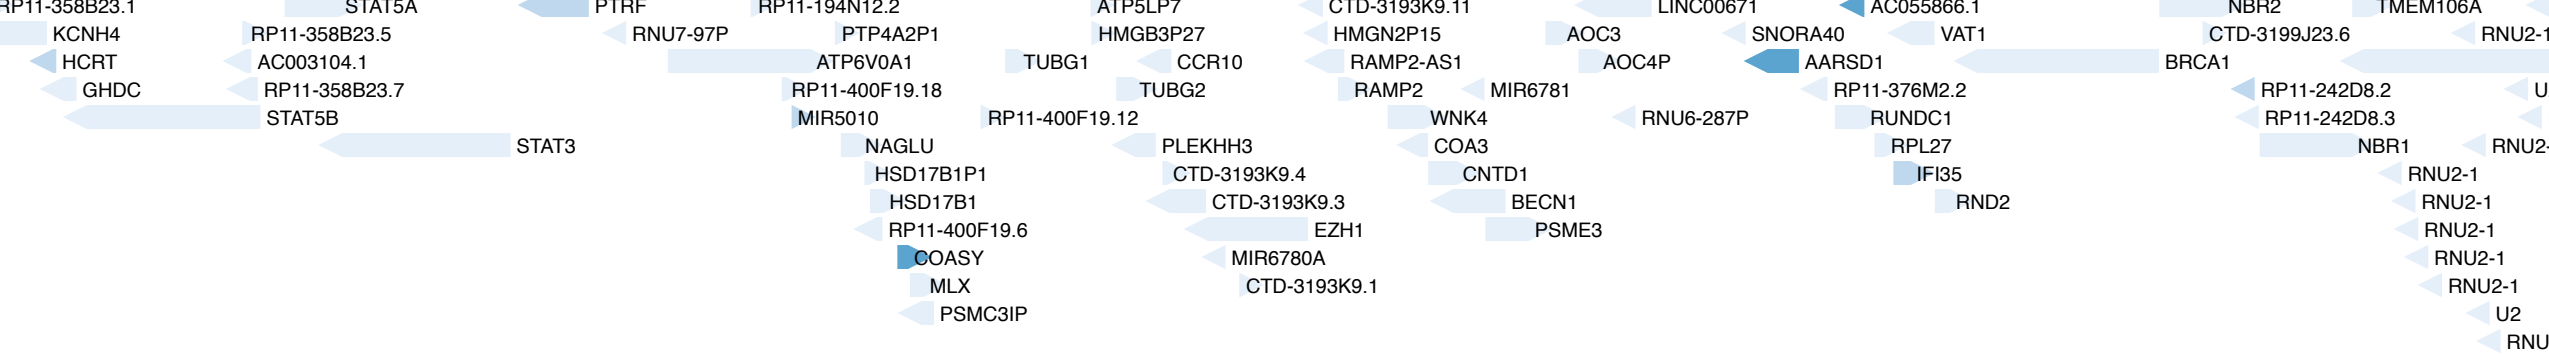 RP11-358B23.1 STAT5A PTRF RP11-194N12.2 ATP5LP7 CTD-3193K9.11 LINC00671 AC055866.1 NBR2 TMEM106A
KCNH4 RP11-358B23.5 RNU7-97P PTP4A2P1 HMGB3P27 HMGN2P15 AOC3 SNORA40 VAT1 CTD-3199J23.6 RNU2-1
HCRT AC003104.1 ATP6V0A1 TUBG1 CCR10 RAMP2-AS1 AOC4P AARSD1 BRCA1
GHDC RP11-358B23.7 RP11-400F19.18 TUBG2 RAMP2 MIR6781 RP11-376M2.2 RP11-242D8.2 U
STAT5B MIR5010 RP11-400F19.12 WNK4 RNU6-287P RUNDC1 RP11-242D8.3
STAT3 NAGLU PLEKHH3 COA3 RPL27 NBR1 RNU2-
HSD17B1P1 CTD-3193K9.4 CNTD1 IFI35 RNU2-1
HSD17B1 CTD-3193K9.3 BECN1 RND2 RNU2-1
RP11-400F19.6 EZH1 PSME3 RNU2-1
COASY MIR6780A RNU2-1
MLX CTD-3193K9.1 RNU2-1
PSMC3IP U2
RNU